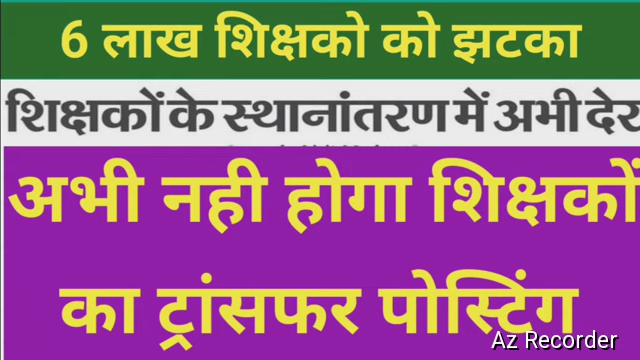 6 लाख शिक्षको को झटका
शिक्षकों के स्थानांतरण में अभी देर
अभी नही होगा शिक्षकों
का ट्रांसफर पोस्टिंग
Az Recorder